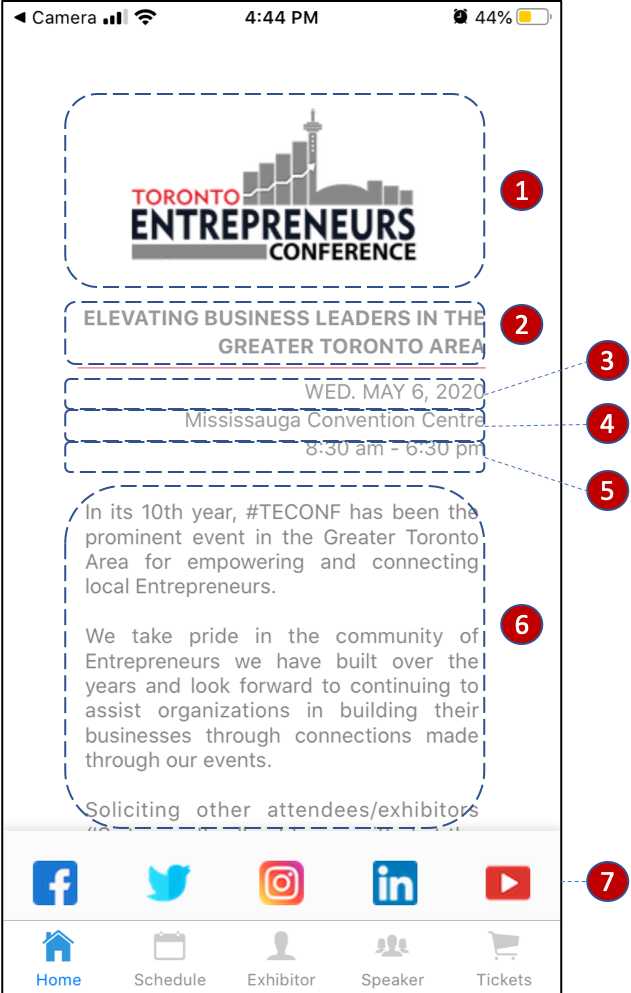 ◀ Camera
4:44 PM
44%
TORONTO
ENTREPRENEURS
CONFERENCE
1
ELEVATING BUSINESS LEADERS IN THE
GREATER TORONTO AREA
2
3
WED. MAY 6, 2020
Mississauga Convention Centre
4
8:30 am - 6:30 pm
5
In its 10th year, #TECONF has been the
prominent event in the Greater Toronto
Area for empowering and connecting
local Entrepreneurs.
6
We take pride in the community of
Entrepreneurs we have built over the
years and look forward to continuing to
assist organizations in building their
businesses through connections made
through our events.
Soliciting other attendees/exhibitors
7
Home
Schedule
Exhibitor
Speaker
Tickets